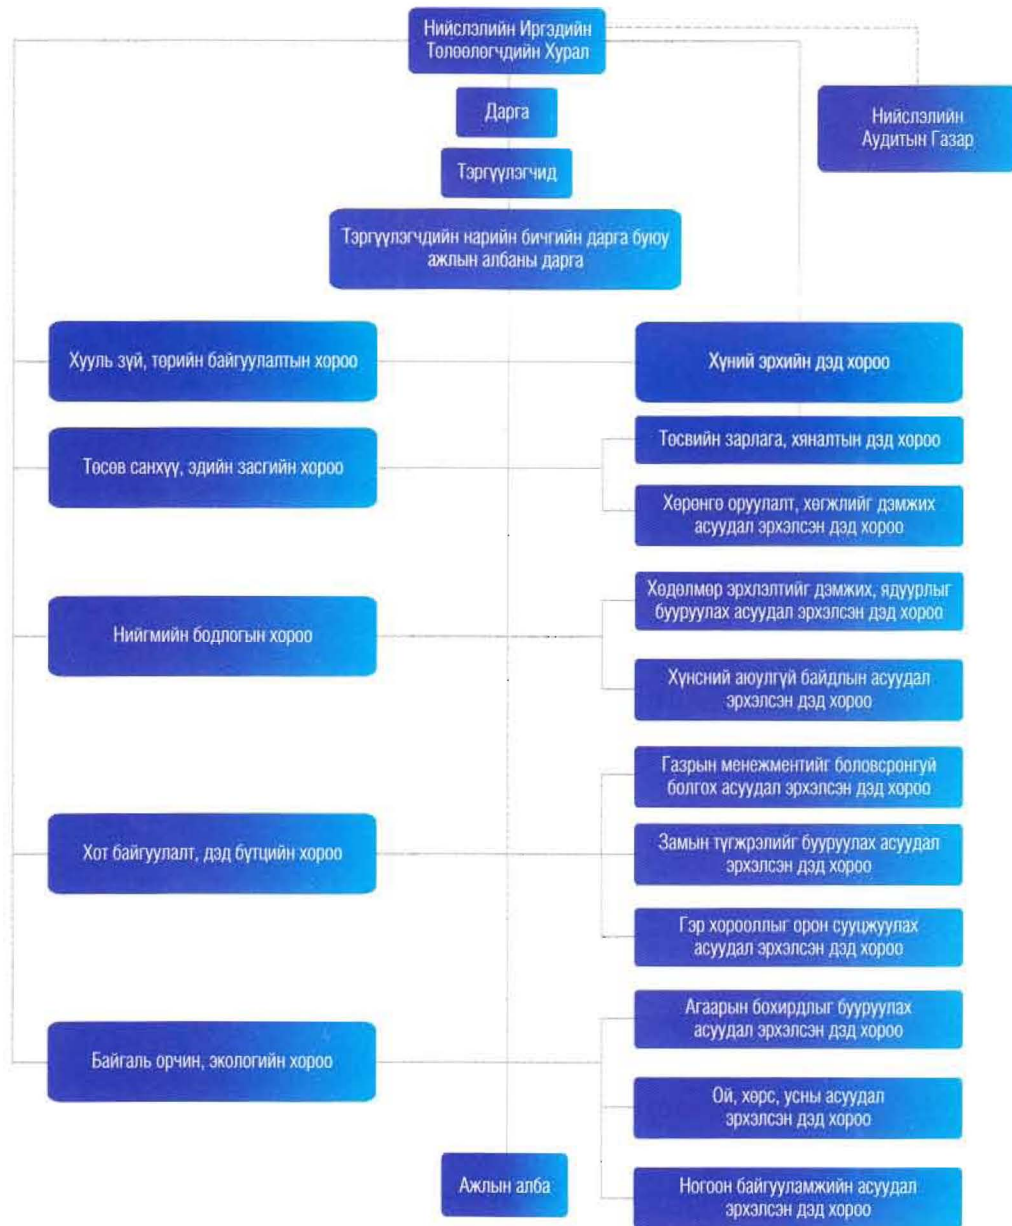 Нийслэлийн Иргэдийн
Төлөөлөгчдийн Хурал
Дарга
Нийслэлийн
Аудитын Газар
Тэргүүлэгчид
Тэргүүлэгчдийн нарийн бичгийн дарга буюу
ажлын албаны дарга
Хууль зүй, төрийн байгуулалтын хороо
Хүний эрхийн дэд хороо
Төсөв санхүү, эдийн засгийн хороо
Төсвийн зарлага, хяналтын дэд хороо
Хөрөнгө оруулалт, хөгжлийг дэмжих
асуудал эрхэлсэн дэд хороо
Нийгмийн бодлогын хороо
Хөдөлмөр эрхлэлтийг дэмжих, ядуурлыг
бууруулах асуудал эрхэлсэн дэд хороо
Хүнсний аюулгүй байдлын асуудал
эрхэлсэн дэд хороо
Хот байгуулалт, дэд бүтцийн хороо
Газрын менежментийг боловсронгуй
болгох асуудал эрхэлсэн дэд хороо
Замын түгжрэлийг бууруулах асуудал
эрхэлсэн дэд хороо
Гэр хорооллыг орон сууцжуулах
асуудал эрхэлсэн дэд хороо
Байгаль орчин, экологийн хороо
Агаарын бохирдлыг бууруулах
асуудал эрхэлсэн дэд хороо
Ой, хөрс, усны асуудал
эрхэлсэн дэд хороо
Ногоон байгууламжийн асуудал
эрхэлсэн дэд хороо
Ажлын алба